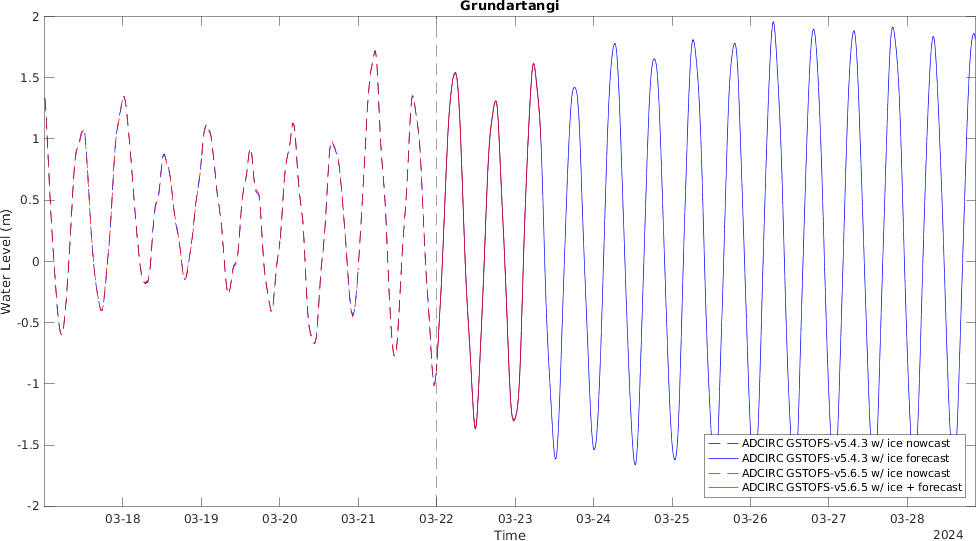 Grundartangi
2
1.5
1
0.5
0
-0.5
-1
-1.5
-2
Water Level (m)
03-18 03-19 03-20 03-21 03-22 03-23 03-24 03-25 03-26 03-27 03-28
Time
2024
ADCIRC GSTOFS-v5.4.3 w/ ice nowcast
ADCIRC GSTOFS-v5.4.3 w/ ice forecast
ADCIRC GSTOFS-v5.6.5 w/ ice nowcast
ADCIRC GSTOFS-v5.6.5 w/ ice + forecast